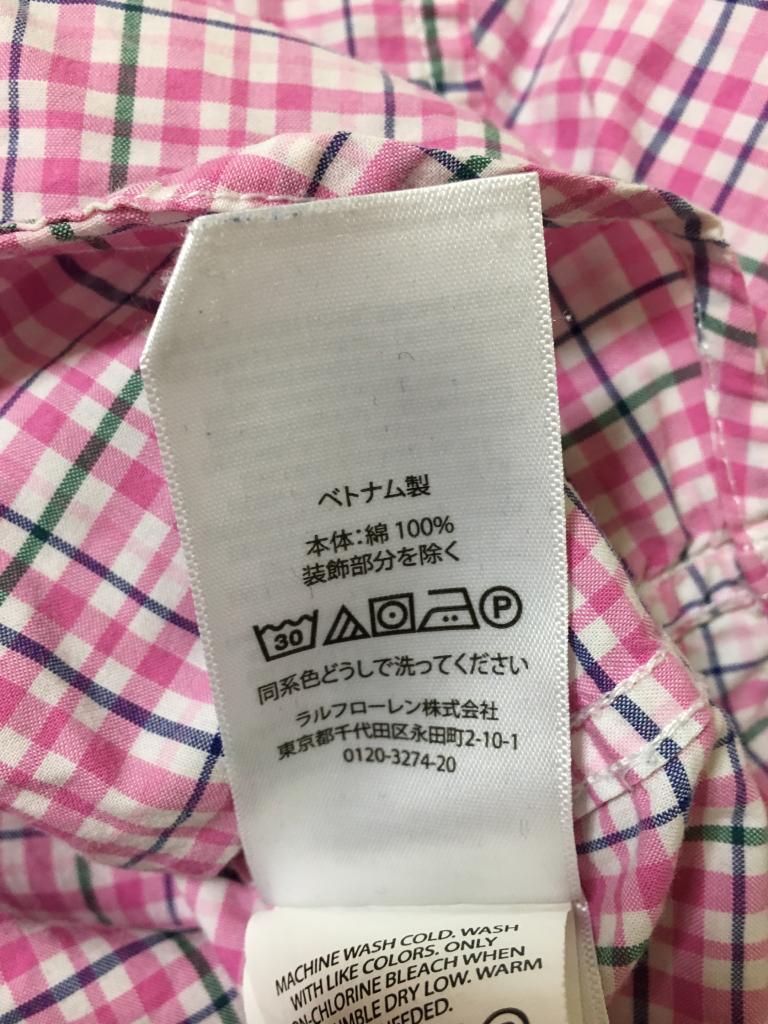 ベトナム製
本体:綿 100%
装飾部分を除く
30 P
同系色どうしで洗ってください
ラルフローレン株式会社
東京都千代田区永田町2-10-1
0120-3274-20
MACHINE WASH COLD. WASH
WITH LIKE COLORS. ONLY
N-CHLORINE BLEACH WHEN
MBLE DRY LOW. WARM
EEDED.